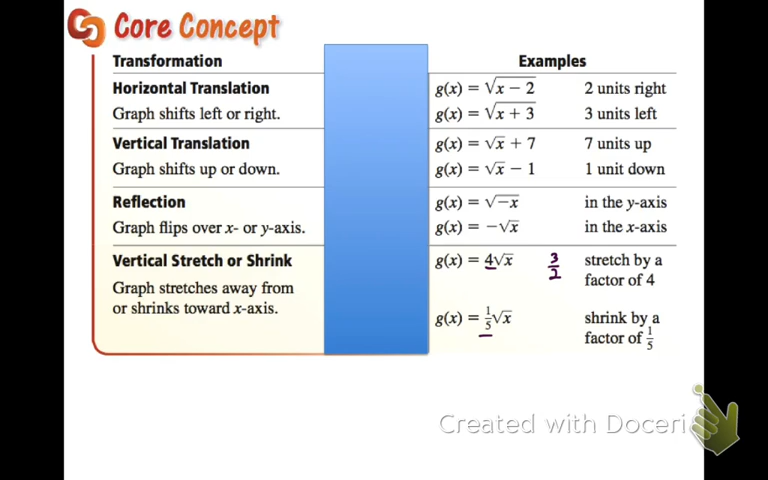 Core Concept
Transformation Examples
Horizontal Translation g(x) = √(x − 2) 2 units right
Graph shifts left or right. g(x) = √(x + 3) 3 units left
Vertical Translation g(x) = √x + 7 7 units up
Graph shifts up or down. g(x) = √x − 1 1 unit down
Reflection g(x) = √(−x) in the y-axis
Graph flips over x- or y-axis. g(x) = −√x in the x-axis
Vertical Stretch or Shrink g(x) = 4√x 3/2 stretch by a
Graph stretches away from factor of 4
or shrinks toward x-axis.
g(x) = 1/5√x shrink by a
factor of 1/5
Created with Doceri